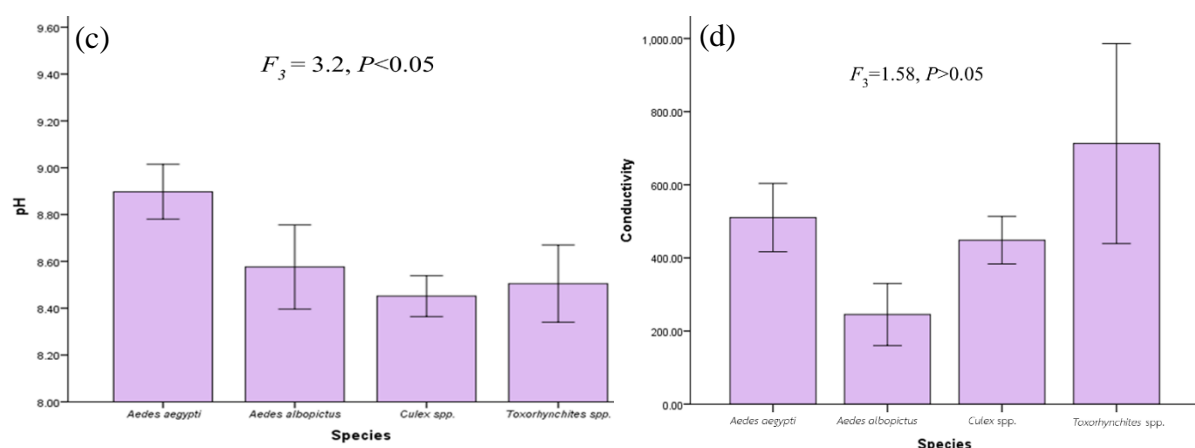 (c)
F3 = 3.2, P<0.05
9.60
9.40
9.20
9.00
8.80
8.60
8.40
8.20
8.00
pH
Aedes aegypti Aedes albopictus Culex spp. Toxorhynchites spp.
Species
(d)
F3=1.58, P>0.05
1,000.00
800.00
600.00
400.00
200.00
0.00
Conductivity
Aedes aegypti Aedes albopictus Culex spp. Toxorhynchites spp.
Species